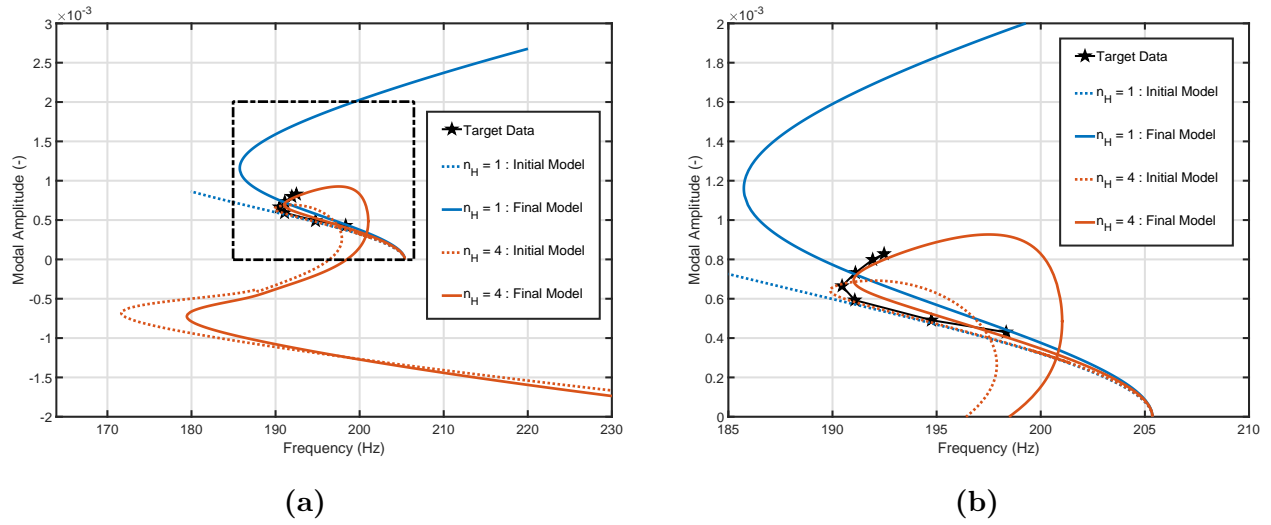 ×10⁻³
3
2.5
2
1.5
1
0.5
0
-0.5
-1
-1.5
-2
Modal Amplitude (-)
170 180 190 200 210 220 230
Frequency (Hz)
Target Data
n_H = 1 : Initial Model
n_H = 1 : Final Model
n_H = 4 : Initial Model
n_H = 4 : Final Model
(a)
×10⁻³
2
1.8
1.6
1.4
1.2
1
0.8
0.6
0.4
0.2
0
Modal Amplitude (-)
185 190 195 200 205 210
Frequency (Hz)
Target Data
n_H = 1 : Initial Model
n_H = 1 : Final Model
n_H = 4 : Initial Model
n_H = 4 : Final Model
(b)